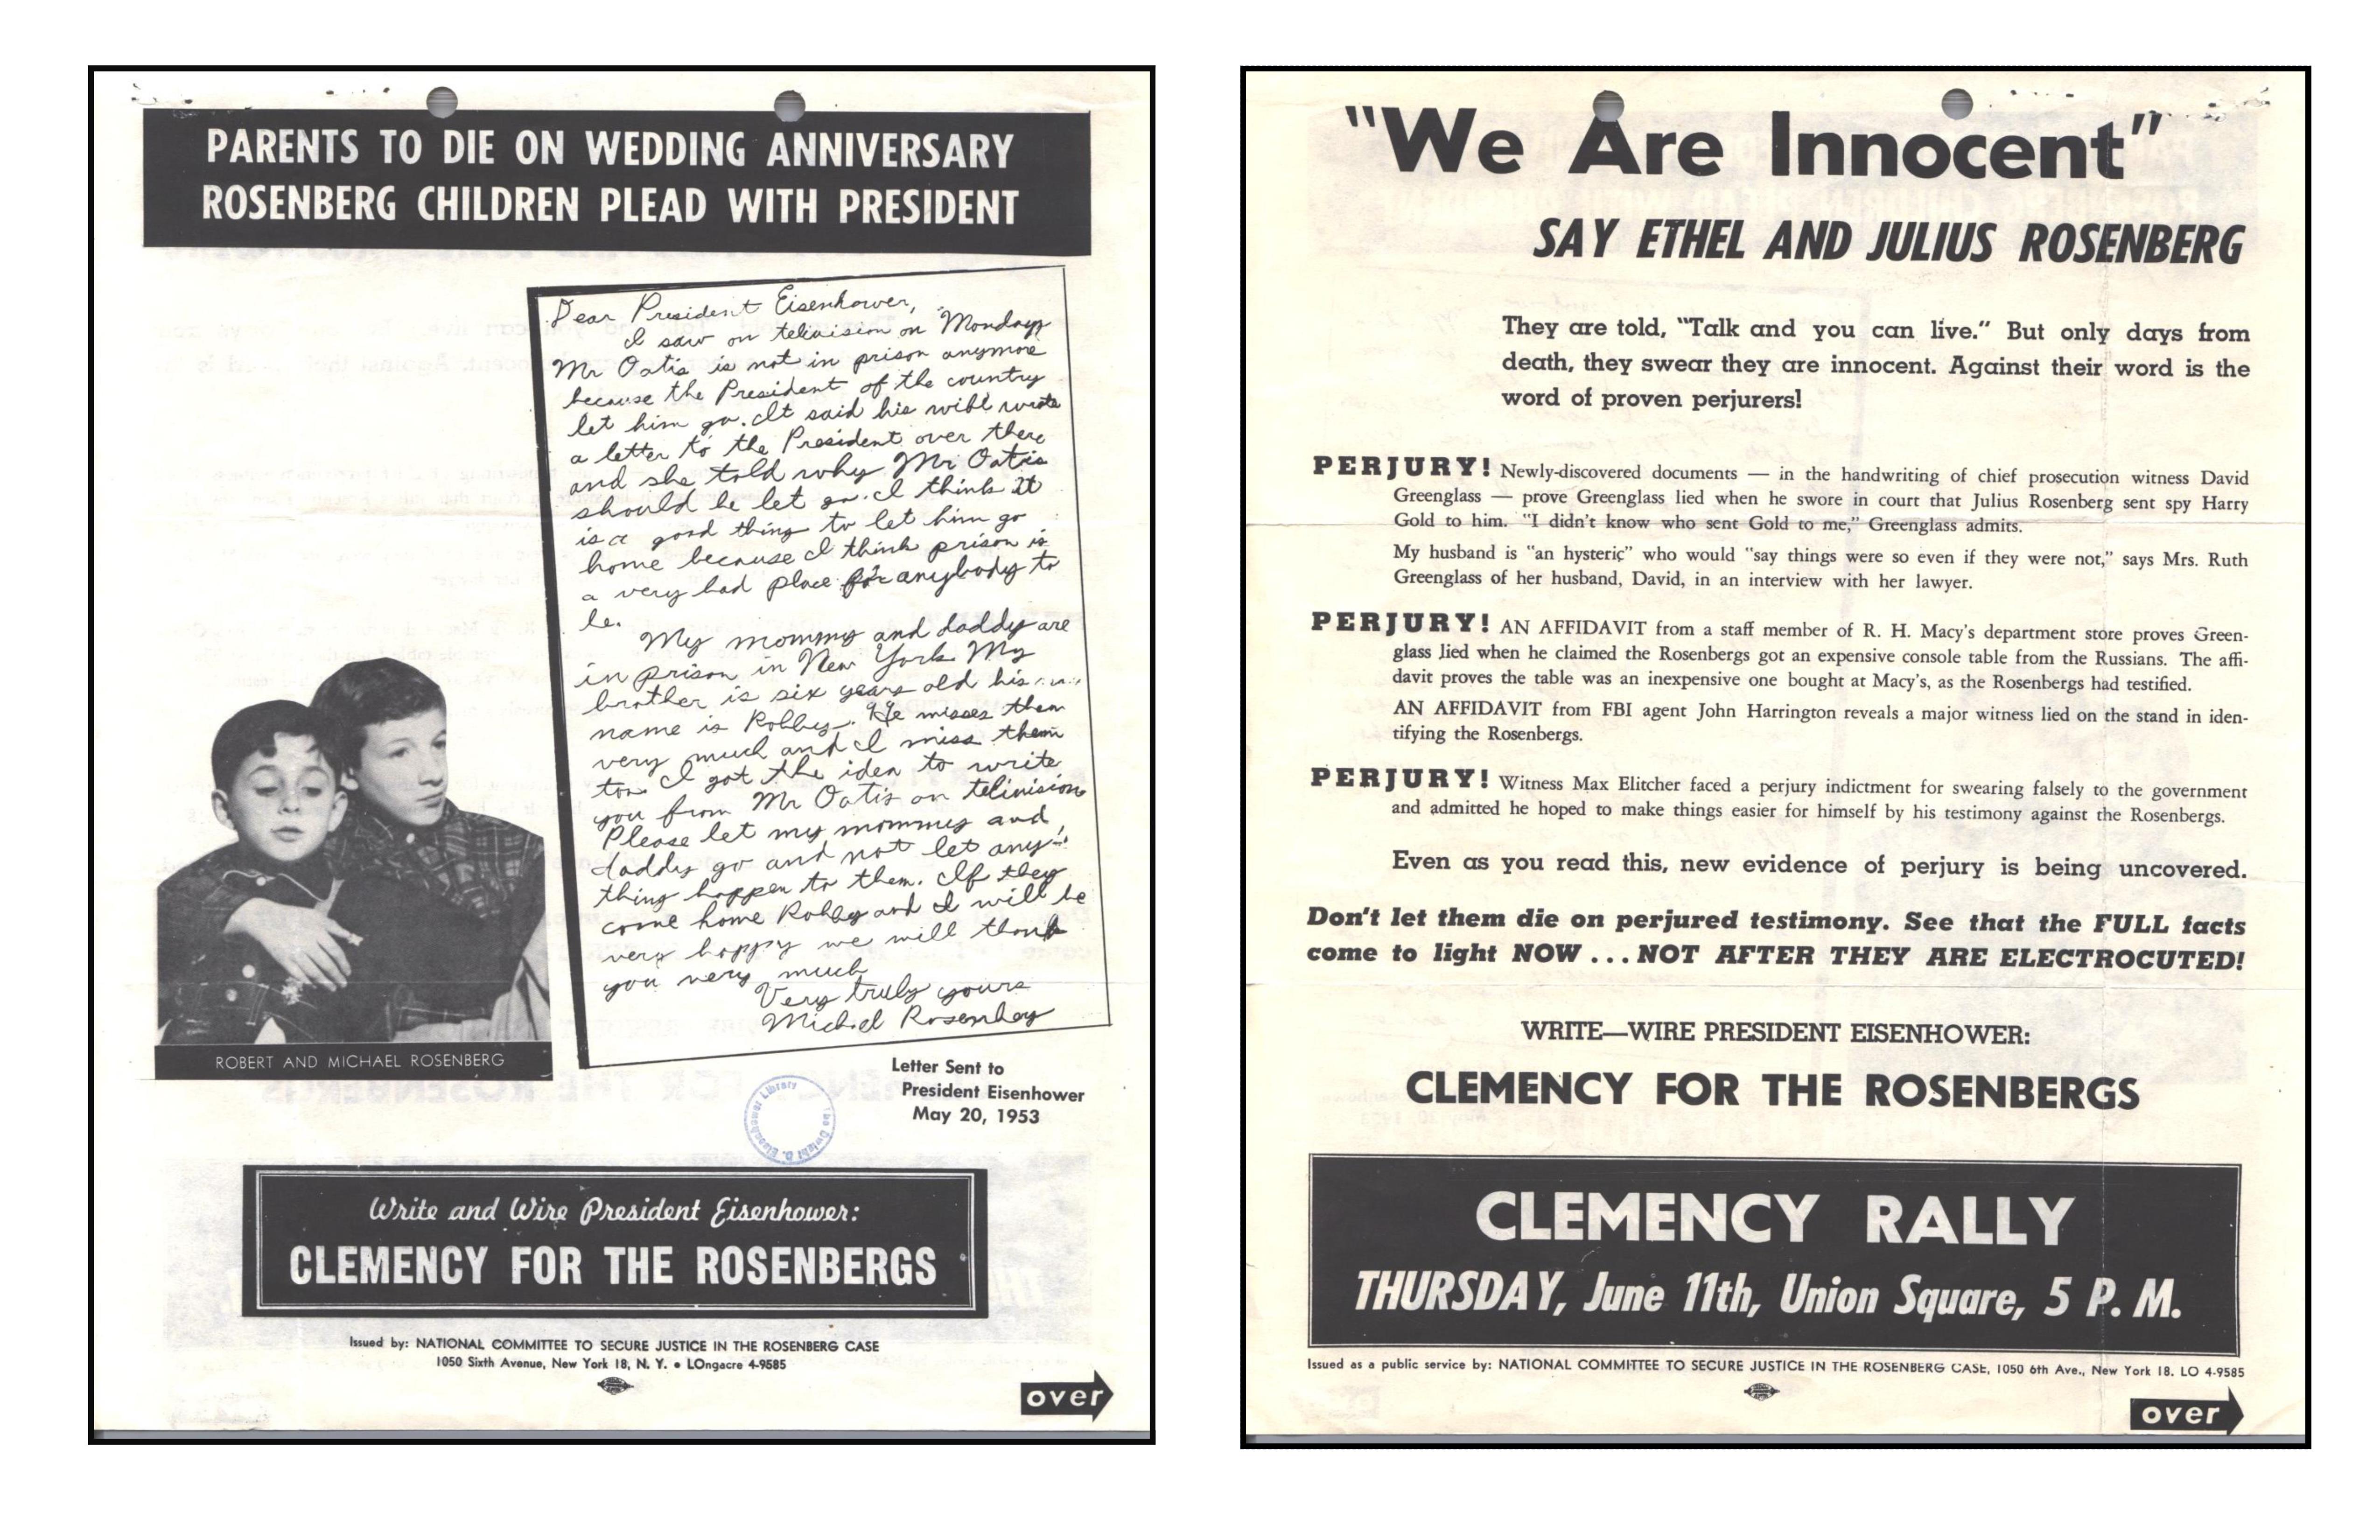 PARENTS TO DIE ON WEDDING ANNIVERSARY
ROSENBERG CHILDREN PLEAD WITH PRESIDENT
Dear President Eisenhower,
I saw on television on Monday
Mr Oatis is not in prison anymore
because the President of the country
let him go. It said his wife wrote
a letter to the President over there
and she told why Mr Oatis
should be let go. I think it
is a good thing to let him go
home because I think prison is
a very bad place for anybody to
be.
My mommy and daddy are
in prison in New York. My
brother is six years old his
name is Robby. He misses them
very much and I miss them
too. I got the idea to write
you from Mr Oatis on television
Please let my mommy and
daddy go and not let any-
thing happen to them. If they
come home Robby and I will be
very happy we will thank
you very much
Very truly yours
Michael Rosenberg
ROBERT AND MICHAEL ROSENBERG
Letter Sent to
President Eisenhower
May 20, 1953
The Dwight D. Eisenhower Library
Write and Wire President Eisenhower:
CLEMENCY FOR THE ROSENBERGS
Issued by: NATIONAL COMMITTEE TO SECURE JUSTICE IN THE ROSENBERG CASE
1050 Sixth Avenue, New York 18, N. Y. • LOngacre 4-9585
over
"We Are Innocent"
SAY ETHEL AND JULIUS ROSENBERG
They are told, "Talk and you can live." But only days from
death, they swear they are innocent. Against their word is the
word of proven perjurers!
PERJURY! Newly-discovered documents — in the handwriting of chief prosecution witness David
Greenglass — prove Greenglass lied when he swore in court that Julius Rosenberg sent spy Harry
Gold to him. "I didn't know who sent Gold to me," Greenglass admits.
My husband is "an hysteric" who would "say things were so even if they were not," says Mrs. Ruth
Greenglass of her husband, David, in an interview with her lawyer.
PERJURY! AN AFFIDAVIT from a staff member of R. H. Macy's department store proves Green-
glass lied when he claimed the Rosenbergs got an expensive console table from the Russians. The affi-
davit proves the table was an inexpensive one bought at Macy's, as the Rosenbergs had testified.
AN AFFIDAVIT from FBI agent John Harrington reveals a major witness lied on the stand in iden-
tifying the Rosenbergs.
PERJURY! Witness Max Elitcher faced a perjury indictment for swearing falsely to the government
and admitted he hoped to make things easier for himself by his testimony against the Rosenbergs.
Even as you read this, new evidence of perjury is being uncovered.
Don't let them die on perjured testimony. See that the FULL facts
come to light NOW ... NOT AFTER THEY ARE ELECTROCUTED!
WRITE—WIRE PRESIDENT EISENHOWER:
CLEMENCY FOR THE ROSENBERGS
CLEMENCY RALLY
THURSDAY, June 11th, Union Square, 5 P. M.
Issued as a public service by: NATIONAL COMMITTEE TO SECURE JUSTICE IN THE ROSENBERG CASE, 1050 6th Ave., New York 18. LO 4-9585
over